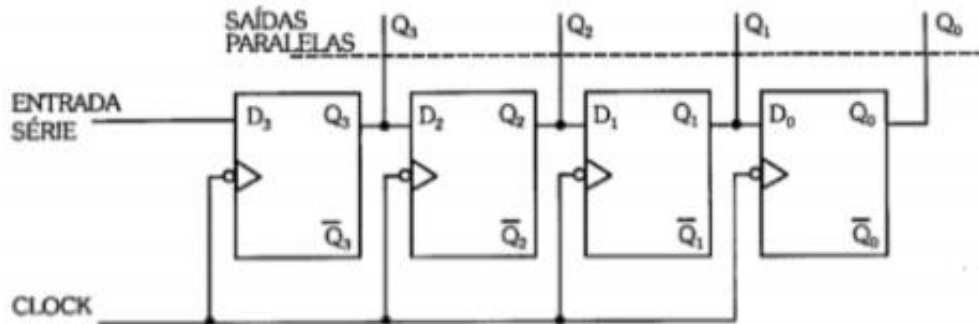 SAÍDAS
PARALELAS
Q₃ Q₂ Q₁ Q₀
ENTRADA
SÉRIE
D₃ Q₃ D₂ Q₂ D₁ Q₁ D₀ Q₀
Q̅₃ Q̅₂ Q̅₁ Q̅₀
CLOCK